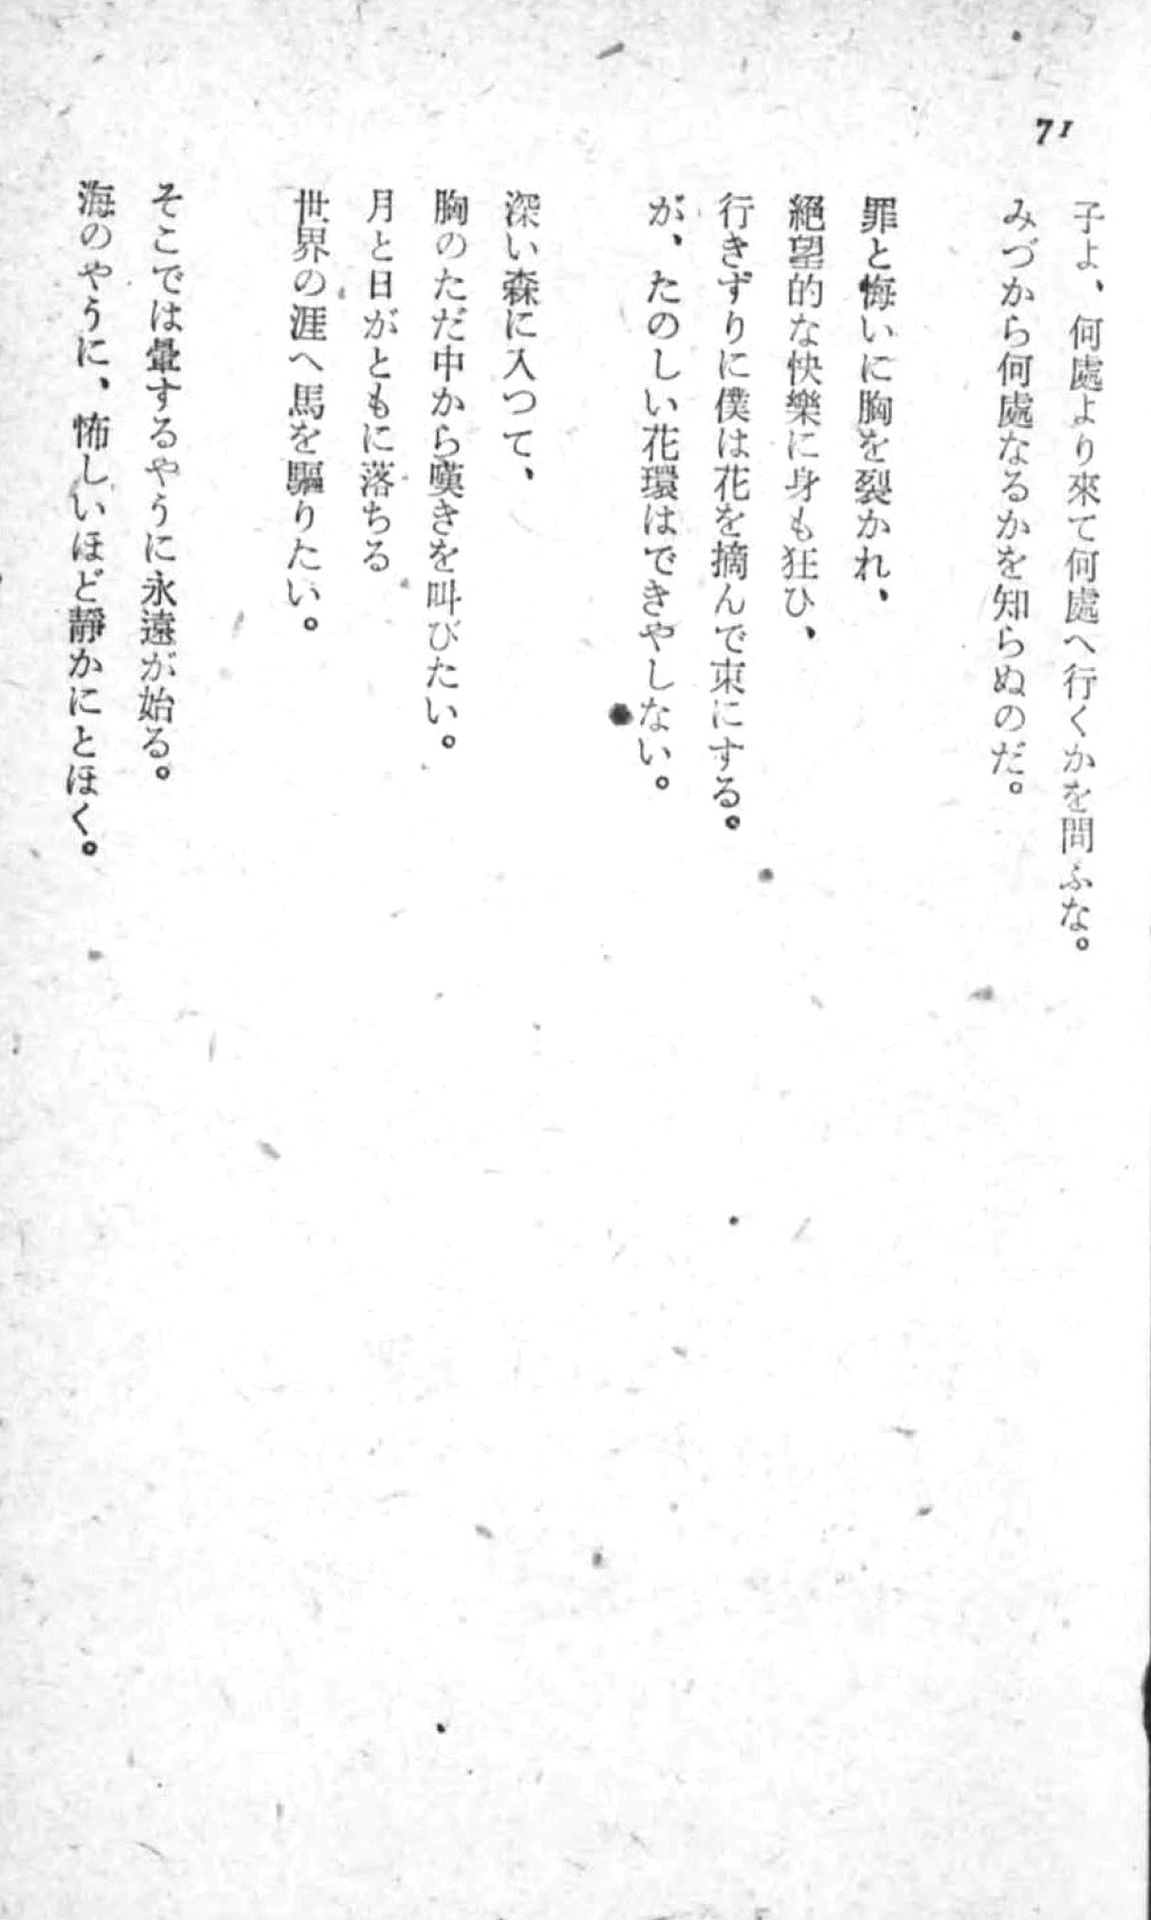 71
子よ、何處より來て何處へ行くかを問ふな。
みづから何處なるかを知らぬのだ。
罪と悔いに胸を裂かれ、
絕望的な快樂に身も狂ひ、
行きずりに僕は花を摘んで束にする。
が、たのしい花環はできやしない。
深い森に入つて、
胸のただ中から嘆きを叫びたい。
月と日がともに落ちる
世界の涯へ馬を驅りたい。
そこでは暈するやうに永遠が始る。
海のやうに、怖しいほど靜かにとほく。